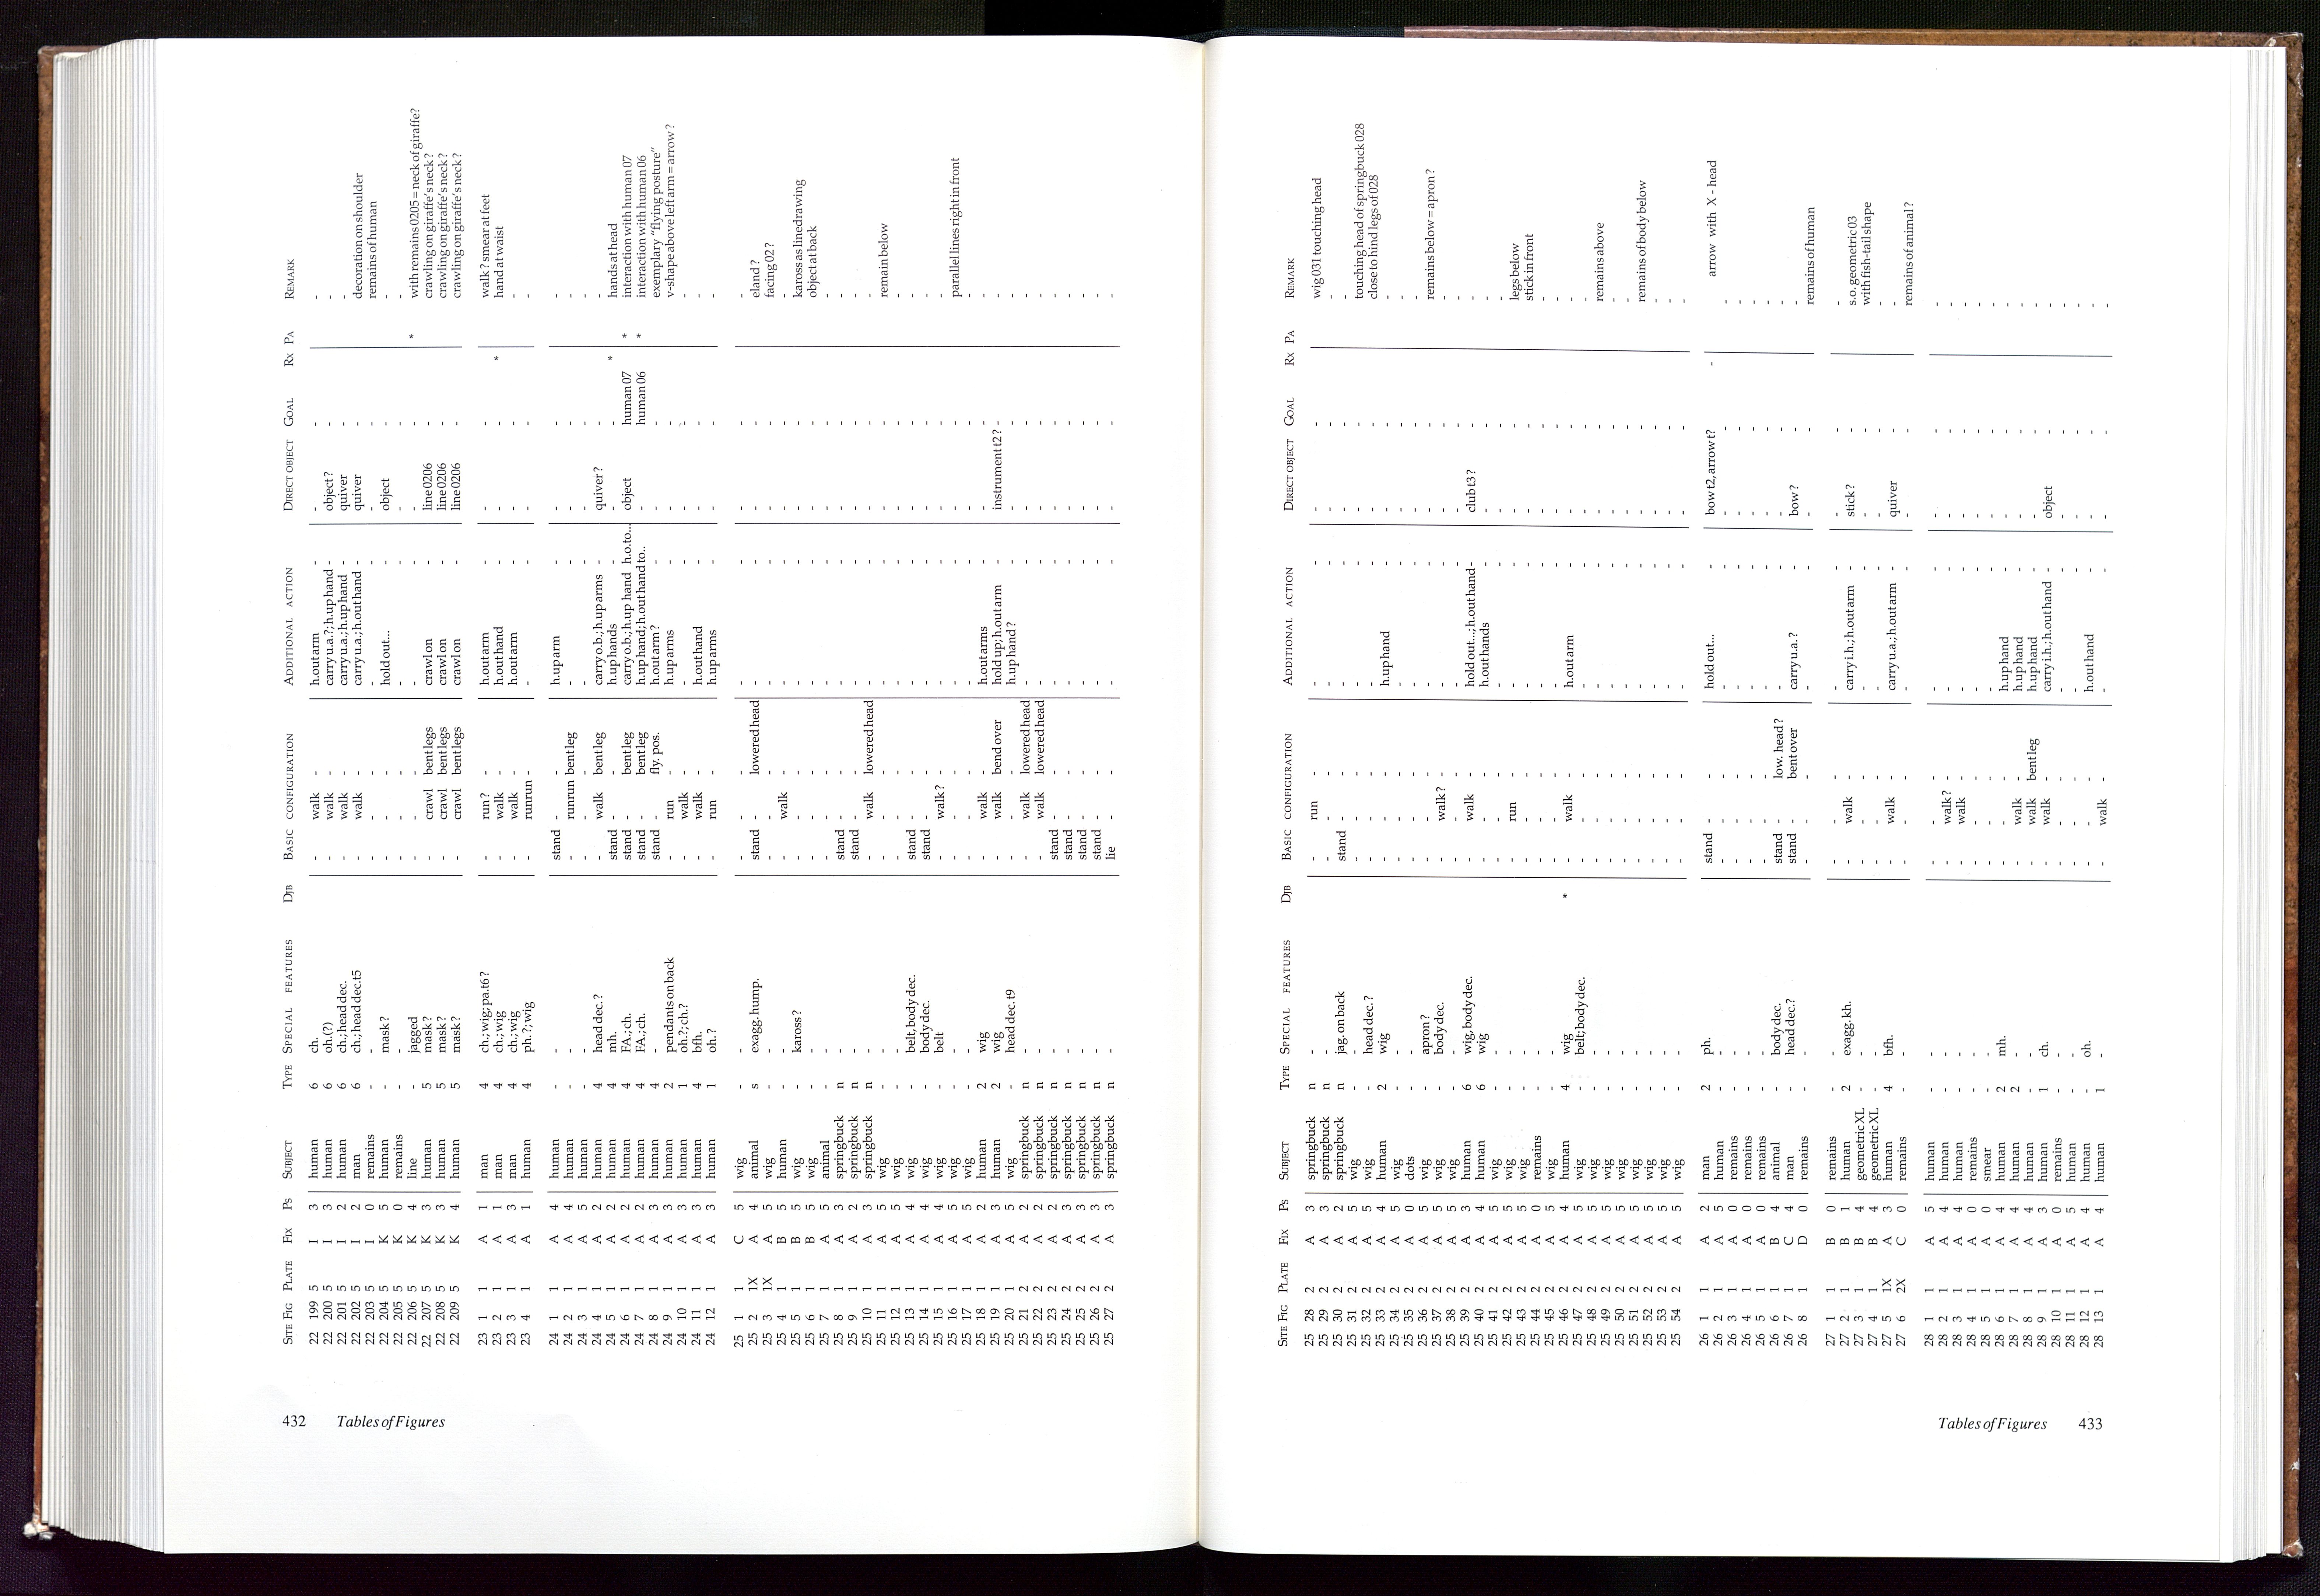 432 Tables of Figures
SITE FIG PLATE FIX PS SUBJECT TYPE SPECIAL FEATURES DJB BASIC CONFIGURATION ADDITIONAL ACTION DIRECT OBJECT GOAL RX PA REMARK
22 199 5 I 3 human 6 ch. - walk - h.out arm - - - -
22 200 5 I 3 human 6 oh.(?) - walk - carry u.a.?; h.up hand - object? - -
22 201 5 I 2 human 6 ch.; head dec. - walk - carry u.a.; h.up hand - quiver - -
22 202 5 I 2 man 6 ch.; head dec.t5 - walk - carry u.a.; h.out hand - quiver - decoration on shoulder
22 203 5 I 0 remains - - - - - - - - - remains of human
22 204 5 K 5 human - mask? - - - hold out... - object - -
22 205 5 K 0 remains - - - - - - - - - -
22 206 5 K 4 line - jagged - - - - - - - * with remains 0205 = neck of giraffe?
22 207 5 K 3 human 5 mask? - crawl bent legs crawl on - line 0206 - crawling on giraffe's neck?
22 208 5 K 3 human 5 mask? - crawl bent legs crawl on - line 0206 - crawling on giraffe's neck?
22 209 5 K 4 human 5 mask? - crawl bent legs crawl on - line 0206 - crawling on giraffe's neck?
23 1 1 A 1 man 4 ch.; wig; pa.t6? - run? - h.out arm - - - walk? smear at feet
23 2 1 A 1 man 4 ch.; wig - walk - h.out hand - - - * hand at waist
23 3 1 A 3 man 4 ch.; wig - walk - h.out arm - - - -
23 4 1 A 1 human 4 ph.?; wig - runrun - - - - - -
24 1 1 A 4 human - - stand - - h.up arm - - - -
24 2 1 A 4 human - - - runrun bent leg - - - - -
24 3 1 A 5 human - - - - - - - - - -
24 4 1 A 2 human 4 head dec.? - walk bent leg carry o.b.; h.up arms - quiver? - -
24 5 1 A 2 human 4 mh. stand - - h.up hands - - - * hands at head
24 6 1 A 2 human 4 FA.; ch. stand - bent leg carry o.b.; h.up hand h.o.to... object human 07 * interaction with human 07
24 7 1 A 2 human 4 FA.; ch. stand - bent leg h.up hand; h.out hand to.. - human 06 * interaction with human 06
24 8 1 A 3 human 4 - stand - fly. pos. h.out arm? - - - exemplary "flying posture"
24 9 1 A 3 human 2 pendants on back - run - h.up arms - - - v-shape above left arm = arrow?
24 10 1 A 3 human 1 oh.?; ch.? - walk - - - - - -
24 11 1 A 3 human 4 bfh. - walk - h.out hand - - - -
24 12 1 A 3 human 1 oh.? - run - h.up arms - - - -
25 1 1 C 5 wig - - - - - - - - - -
25 2 1X A 4 animal s exagg. hump. stand - lowered head - - - - eland?
25 3 1X A 5 wig - - - - - - - - - facing 02?
25 4 1 B 5 human - - - walk - - - - - -
25 5 1 B 5 wig - kaross? - - - - - - - kaross as linedrawing
25 6 1 B 5 wig - - - - - - - - - object at back
25 7 1 A 5 animal - - - - - - - - - -
25 8 1 A 3 springbuck n - stand - - - - - - -
25 9 1 A 2 springbuck n - stand - - - - - - -
25 10 1 A 3 springbuck n - - walk lowered head - - - - -
25 11 1 A 5 wig - - - - - - - - - remain below
25 12 1 A 5 wig - - - - - - - - - -
25 13 1 A 4 wig - belt, body dec. stand - - - - - - -
25 14 1 A 4 wig - body dec. stand - - - - - - -
25 15 1 A 4 wig - belt - walk? - - - - - -
25 16 1 A 5 wig - - - - - - - - - parallel lines right in front
25 17 1 A 5 wig - - - - - - - - - -
25 18 1 A 2 human 2 wig - walk - h.out arms - - - -
25 19 1 A 3 human 2 wig - walk bend over hold up; h.out arm - instrument t2? - -
25 20 1 A 5 wig - head dec. t9 - - - h.up hand? - - - -
25 21 2 A 2 springbuck n - - walk lowered head - - - - -
25 22 2 A 2 springbuck n - - walk lowered head - - - - -
25 23 2 A 2 springbuck n - stand - - - - - - -
25 24 2 A 3 springbuck n - stand - - - - - - -
25 25 2 A 3 springbuck n - stand - - - - - - -
25 26 2 A 3 springbuck n - stand - - - - - - -
25 27 2 A 3 springbuck n - lie - - - - - - -
SITE FIG PLATE FIX PS SUBJECT TYPE SPECIAL FEATURES DJB BASIC CONFIGURATION ADDITIONAL ACTION DIRECT OBJECT GOAL RX PA REMARK
25 28 2 A 3 springbuck n - - run - - - - - wig 031 touching head
25 29 2 A 3 springbuck n - - - - - - - - -
25 30 2 A 2 springbuck n jag. on back stand - - - - - - -
25 31 2 A 5 wig - - - - - - - - - touching head of springbuck 028
25 32 2 A 5 wig - head dec.? - - - - - - - close to hind legs of 028
25 33 2 A 4 human 2 wig - - - h.up hand - - - -
25 34 2 A 5 wig - - - - - - - - - -
25 35 2 A 0 dots - - - - - - - - - -
25 36 2 A 5 wig - apron? - - - - - - - remains below = apron?
25 37 2 A 5 wig - body dec. - walk? - - - - - -
25 38 2 A 5 wig - - - - - - - - - -
25 39 2 A 3 human 6 wig, body dec. - walk - hold out...; h.out hand - club t3? - -
25 40 2 A 4 human 6 wig - - - h.out hands - - - -
25 41 2 A 5 wig - - - - - - - - - -
25 42 2 A 5 wig - - - run - - - - - legs below
25 43 2 A 5 wig - - - - - - - - - stick in front
25 44 2 A 0 remains - - - - - - - - - -
25 45 2 A 5 wig - - - - - - - - - -
25 46 2 A 4 human 4 wig * - walk - h.out arm - - - -
25 47 2 A 5 wig - belt; body dec. - - - - - - - -
25 48 2 A 5 wig - - - - - - - - - remains above
25 49 2 A 5 wig - - - - - - - - - -
25 50 2 A 5 wig - - - - - - - - - -
25 51 2 A 5 wig - - - - - - - - - remains of body below
25 52 2 A 5 wig - - - - - - - - - -
25 53 2 A 5 wig - - - - - - - - - -
25 54 2 A 5 wig - - - - - - - - - -
26 1 1 A 2 man 2 ph. stand - - hold out... - bow t2, arrow t? - - arrow with X - head
26 2 1 A 5 human - - - - - - - - - -
26 3 1 A 0 remains - - - - - - - - - -
26 4 1 A 0 remains - - - - - - - - - -
26 5 1 A 0 remains - - - - - - - - - -
26 6 1 B 4 animal - body dec. stand - low. head? - - - - -
26 7 1 C 4 man - head dec.? stand - bent over carry u.a.? - bow? - -
26 8 1 D 0 remains - - - - - - - - - remains of human
27 1 1 B 0 remains - - - - - - - - - -
27 2 1 B 1 human 2 exagg. kh. - walk - carry i.h.; h.out arm - stick? - s.o. geometric 03
27 3 1 B 4 geometric XL - - - - - - - - - with fish-tail shape
27 4 1 B 4 geometric XL - - - - - - - - - -
27 5 1X A 3 human 4 bfh. - walk - carry u.a.; h.out arm - quiver - -
27 6 2X C 0 remains - - - - - - - - - remains of animal?
28 1 1 A 5 human - - - - - - - - - -
28 2 1 A 4 human - - - walk? - - - - - -
28 3 1 A 4 human - - - walk - - - - - -
28 4 1 A 0 remains - - - - - - - - - -
28 5 1 A 0 smear - - - - - - - - - -
28 6 1 A 4 human 2 mh. - - - h.up hand - - - -
28 7 1 A 4 human 2 - - walk - h.up hand - - - -
28 8 1 A 4 human - - - walk bent leg h.up hand - - - -
28 9 1 A 3 human 1 ch. - walk - carry i.h.; h.out hand - object - -
28 10 1 A 0 remains - - - - - - - - - -
28 11 1 A 5 human - - - - - - - - - -
28 12 1 A 4 human - oh. - - - h.out hand - - - -
28 13 1 A 4 human 1 - - walk - - - - - -
Tables of Figures 433